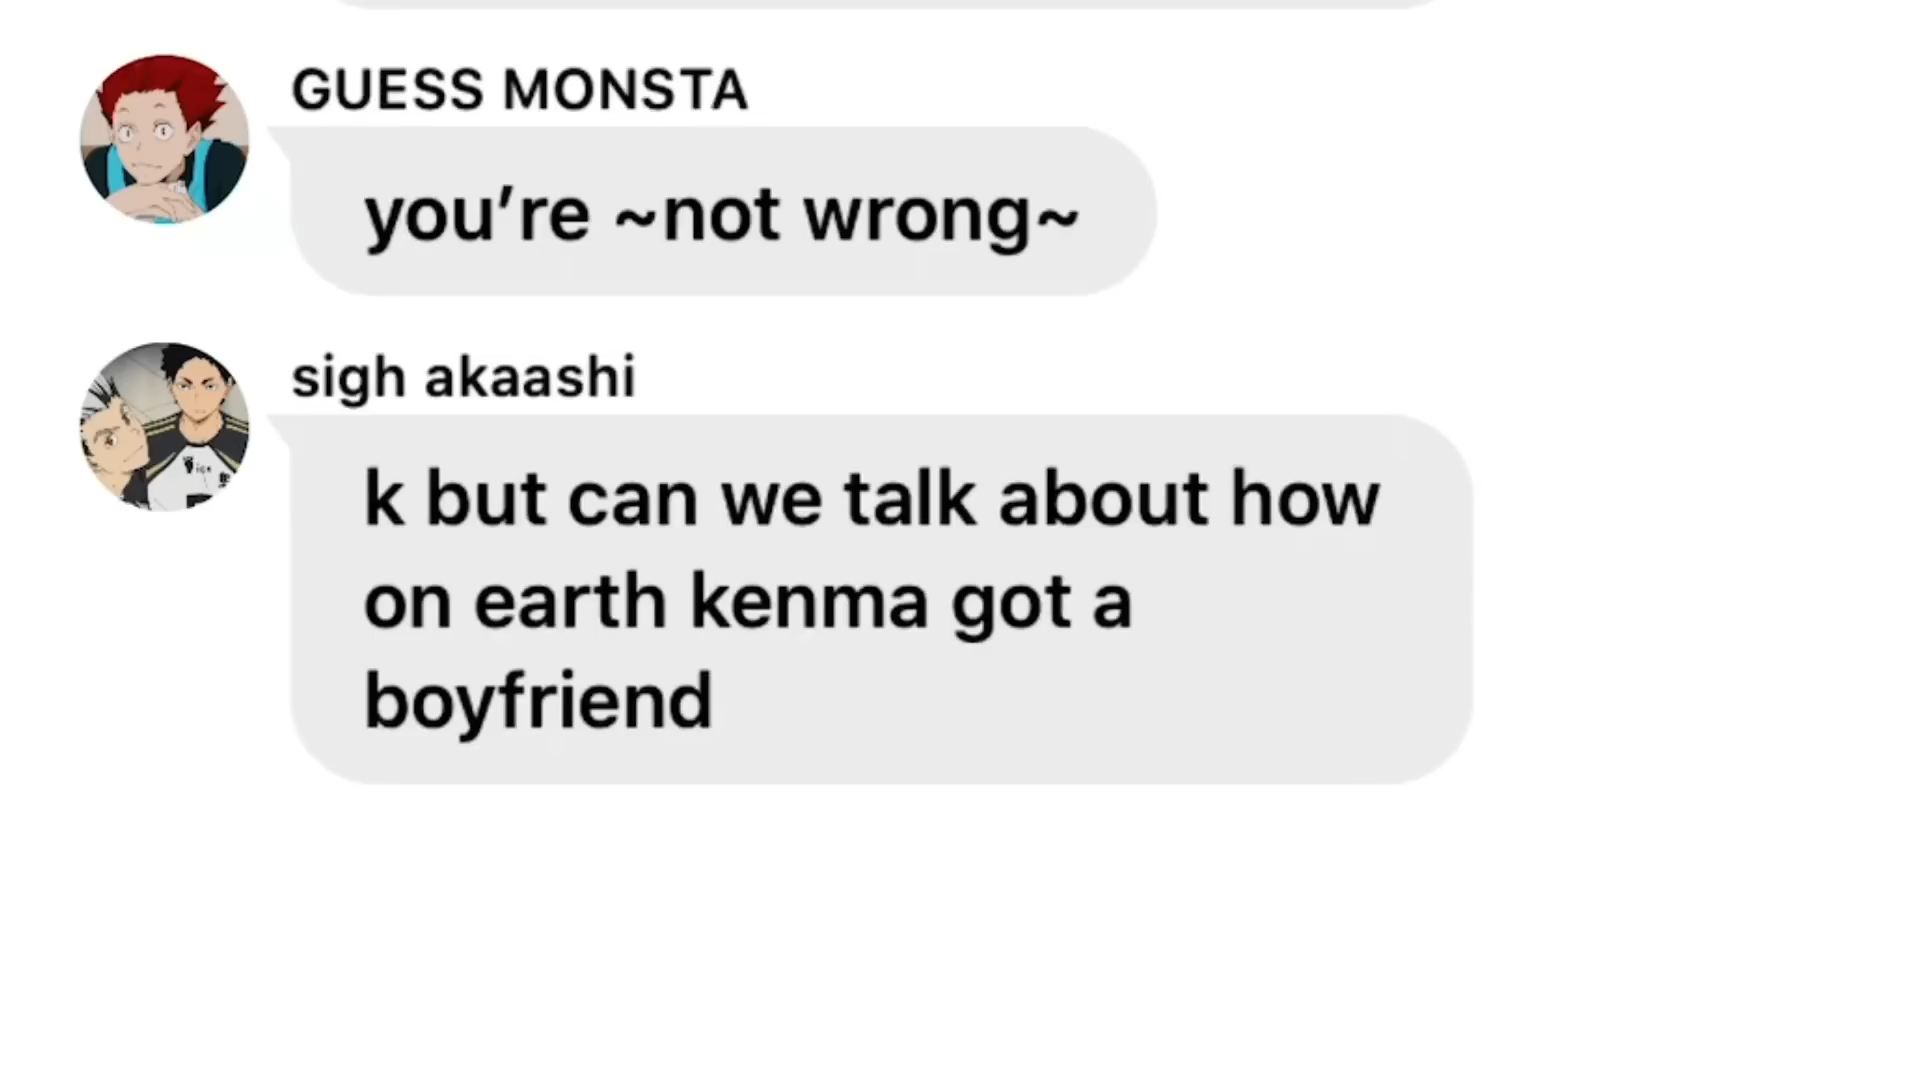 GUESS MONSTA
you’re ~not wrong~
sigh akaashi
k but can we talk about how
on earth kenma got a
boyfriend